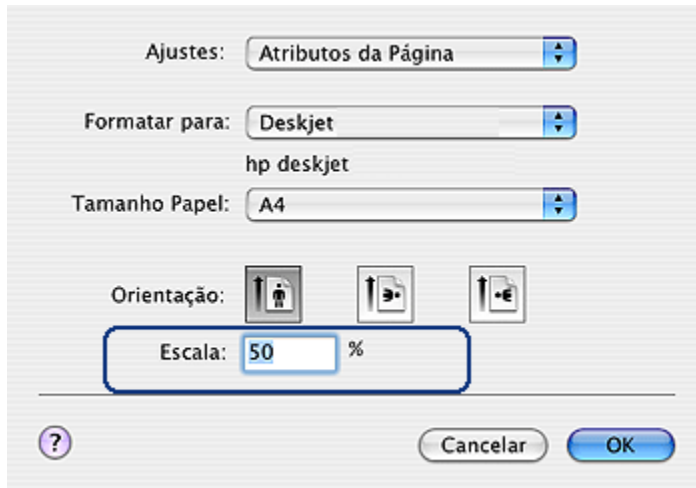 Ajustes: Atributos da Página
Formatar para: Deskjet
hp deskjet
Tamanho Papel: A4
Orientação:
Escala: 50 %
? Cancelar OK